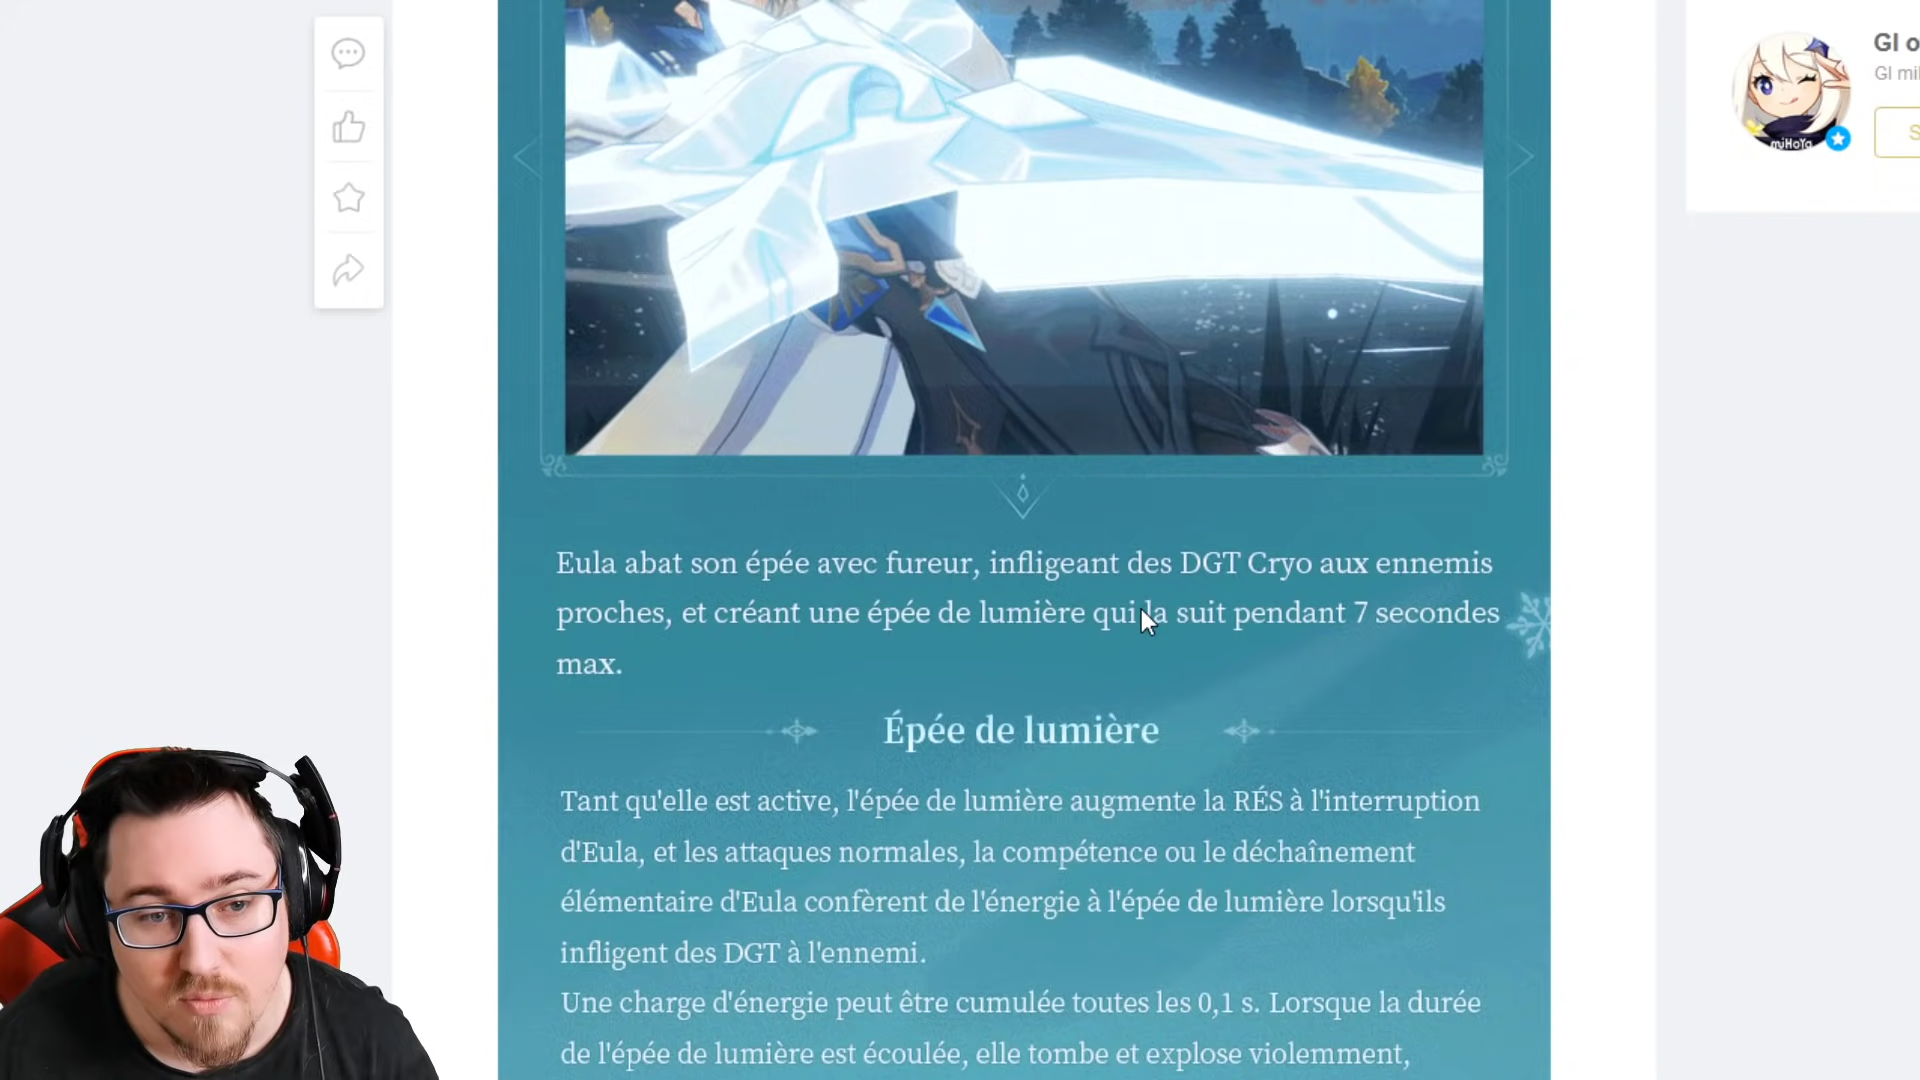 GI o
GI mi
S
miHoYo
Eula abat son épée avec fureur, infligeant des DGT Cryo aux ennemis
proches, et créant une épée de lumière qui la suit pendant 7 secondes
max.
Épée de lumière
Tant qu'elle est active, l'épée de lumière augmente la RÉS à l'interruption
d'Eula, et les attaques normales, la compétence ou le déchaînement
élémentaire d'Eula confèrent de l'énergie à l'épée de lumière lorsqu'ils
infligent des DGT à l'ennemi.
Une charge d'énergie peut être cumulée toutes les 0,1 s. Lorsque la durée
de l'épée de lumière est écoulée, elle tombe et explose violemment,